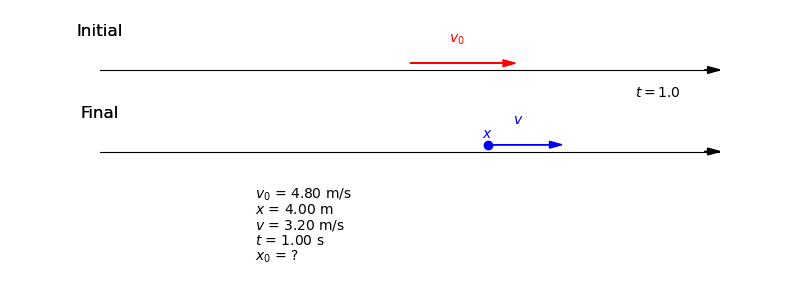 Initial
v₀
t = 1.0
Final
v
x
v₀ = 4.80 m/s
x = 4.00 m
v = 3.20 m/s
t = 1.00 s
x₀ = ?